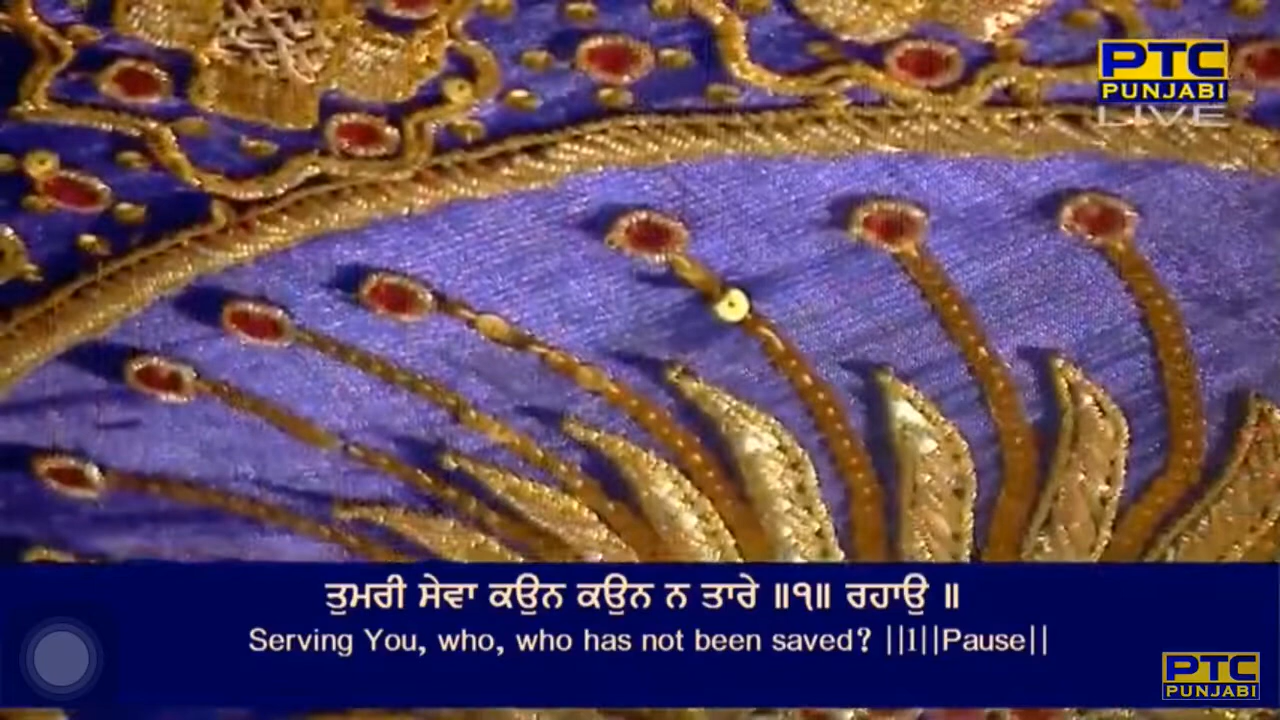 PTC
PUNJABI
LIVE
ਤੁਮਰੀ ਸੇਵਾ ਕਉਨ ਕਉਨ ਨ ਤਾਰੇ ॥੧॥ ਰਹਾਉ ॥
Serving You, who, who has not been saved? ||1||Pause||
PTC
PUNJABI